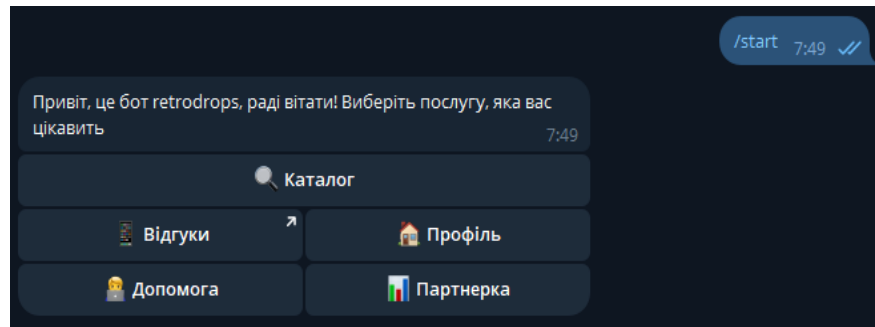 /start 7:49
Привіт, це бот retrodrops, раді вітати! Виберіть послугу, яка вас
цікавить 7:49
Каталог
Відгуки Профіль
Допомога Партнерка